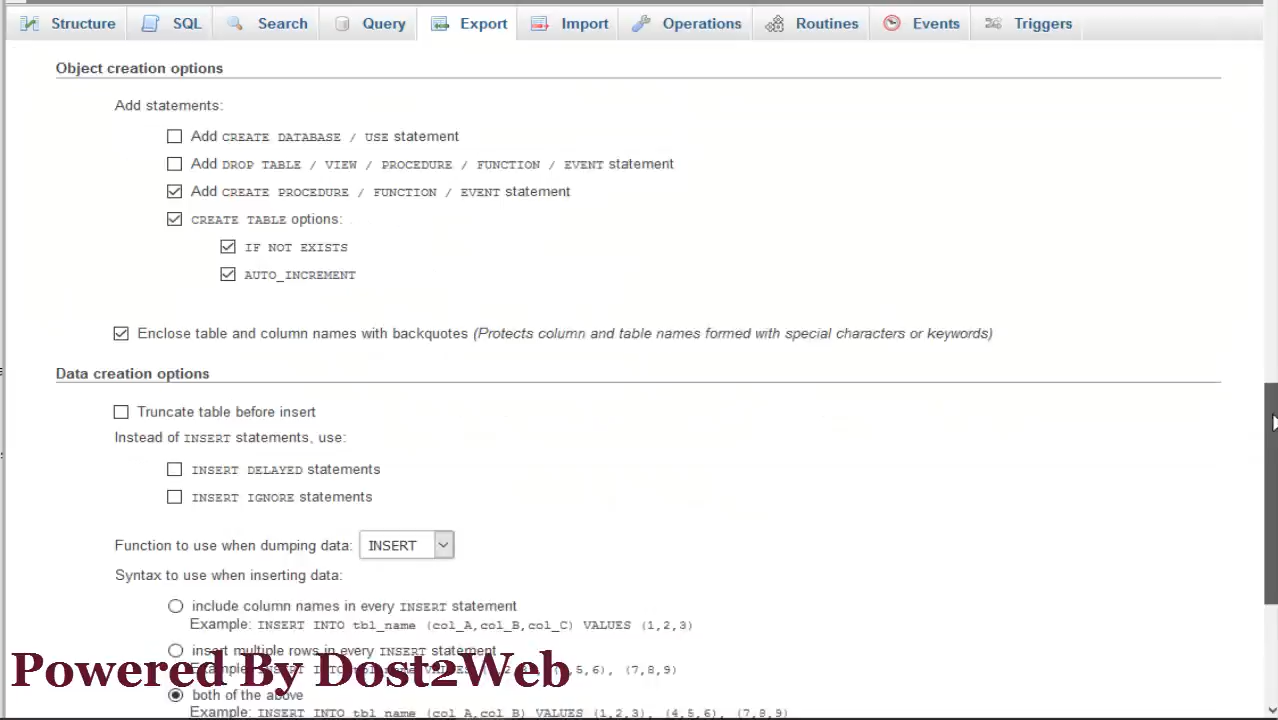 Structure SQL Search Query Export Import Operations Routines Events Triggers
Object creation options
Add statements:
Add CREATE DATABASE / USE statement
Add DROP TABLE / VIEW / PROCEDURE / FUNCTION / EVENT statement
Add CREATE PROCEDURE / FUNCTION / EVENT statement
CREATE TABLE options:
IF NOT EXISTS
AUTO_INCREMENT
Enclose table and column names with backquotes (Protects column and table names formed with special characters or keywords)
Data creation options
Truncate table before insert
Instead of INSERT statements, use:
INSERT DELAYED statements
INSERT IGNORE statements
Function to use when dumping data: INSERT
Syntax to use when inserting data:
include column names in every INSERT statement
Example: INSERT INTO tbl_name (col_A,col_B,col_C) VALUES (1,2,3)
insert multiple rows in every INSERT statement
5,6), (7,8,9)
Powered By Dost2Web
both of the above
Example: INSERT INTO tbl_name (col_A,col_B) VALUES (1,2,3), (4,5,6), (7,8,9)